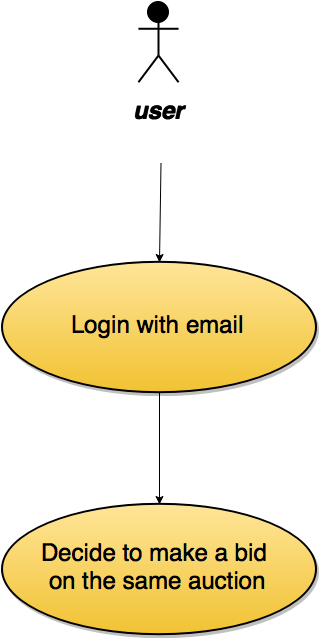 user
Login with email
Decide to make a bid
on the same auction